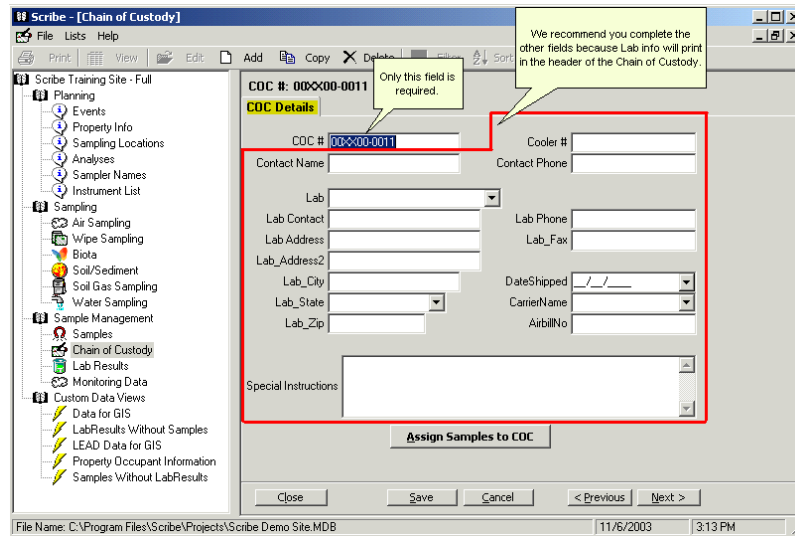 Scribe - [Chain of Custody]
File Lists Help
Print View Edit Add Copy Delete Sort
We recommend you complete the
other fields because Lab info will print
in the header of the Chain of Custody.
Only this field is
required.
Scribe Training Site - Full
Planning
Events
Property Info
Sampling Locations
Analyses
Sampler Names
Instrument List
Sampling
Air Sampling
Wipe Sampling
Biota
Soil/Sediment
Soil Gas Sampling
Water Sampling
Sample Management
Samples
Chain of Custody
Lab Results
Monitoring Data
Custom Data Views
Data for GIS
LabResults Without Samples
LEAD Data for GIS
Property Occupant Information
Samples Without LabResults
COC #: 00XX00-0011
COC Details
COC # 00XX00-0011 Cooler #
Contact Name Contact Phone
Lab
Lab Contact Lab Phone
Lab Address Lab_Fax
Lab_Address2
Lab_City DateShipped __/__/____
Lab_State CarrierName
Lab_Zip AirbillNo
Special Instructions
Assign Samples to COC
Close Save Cancel < Previous Next >
File Name: C:\Program Files\Scribe\Projects\Scribe Demo Site.MDB 11/6/2003 3:13 PM